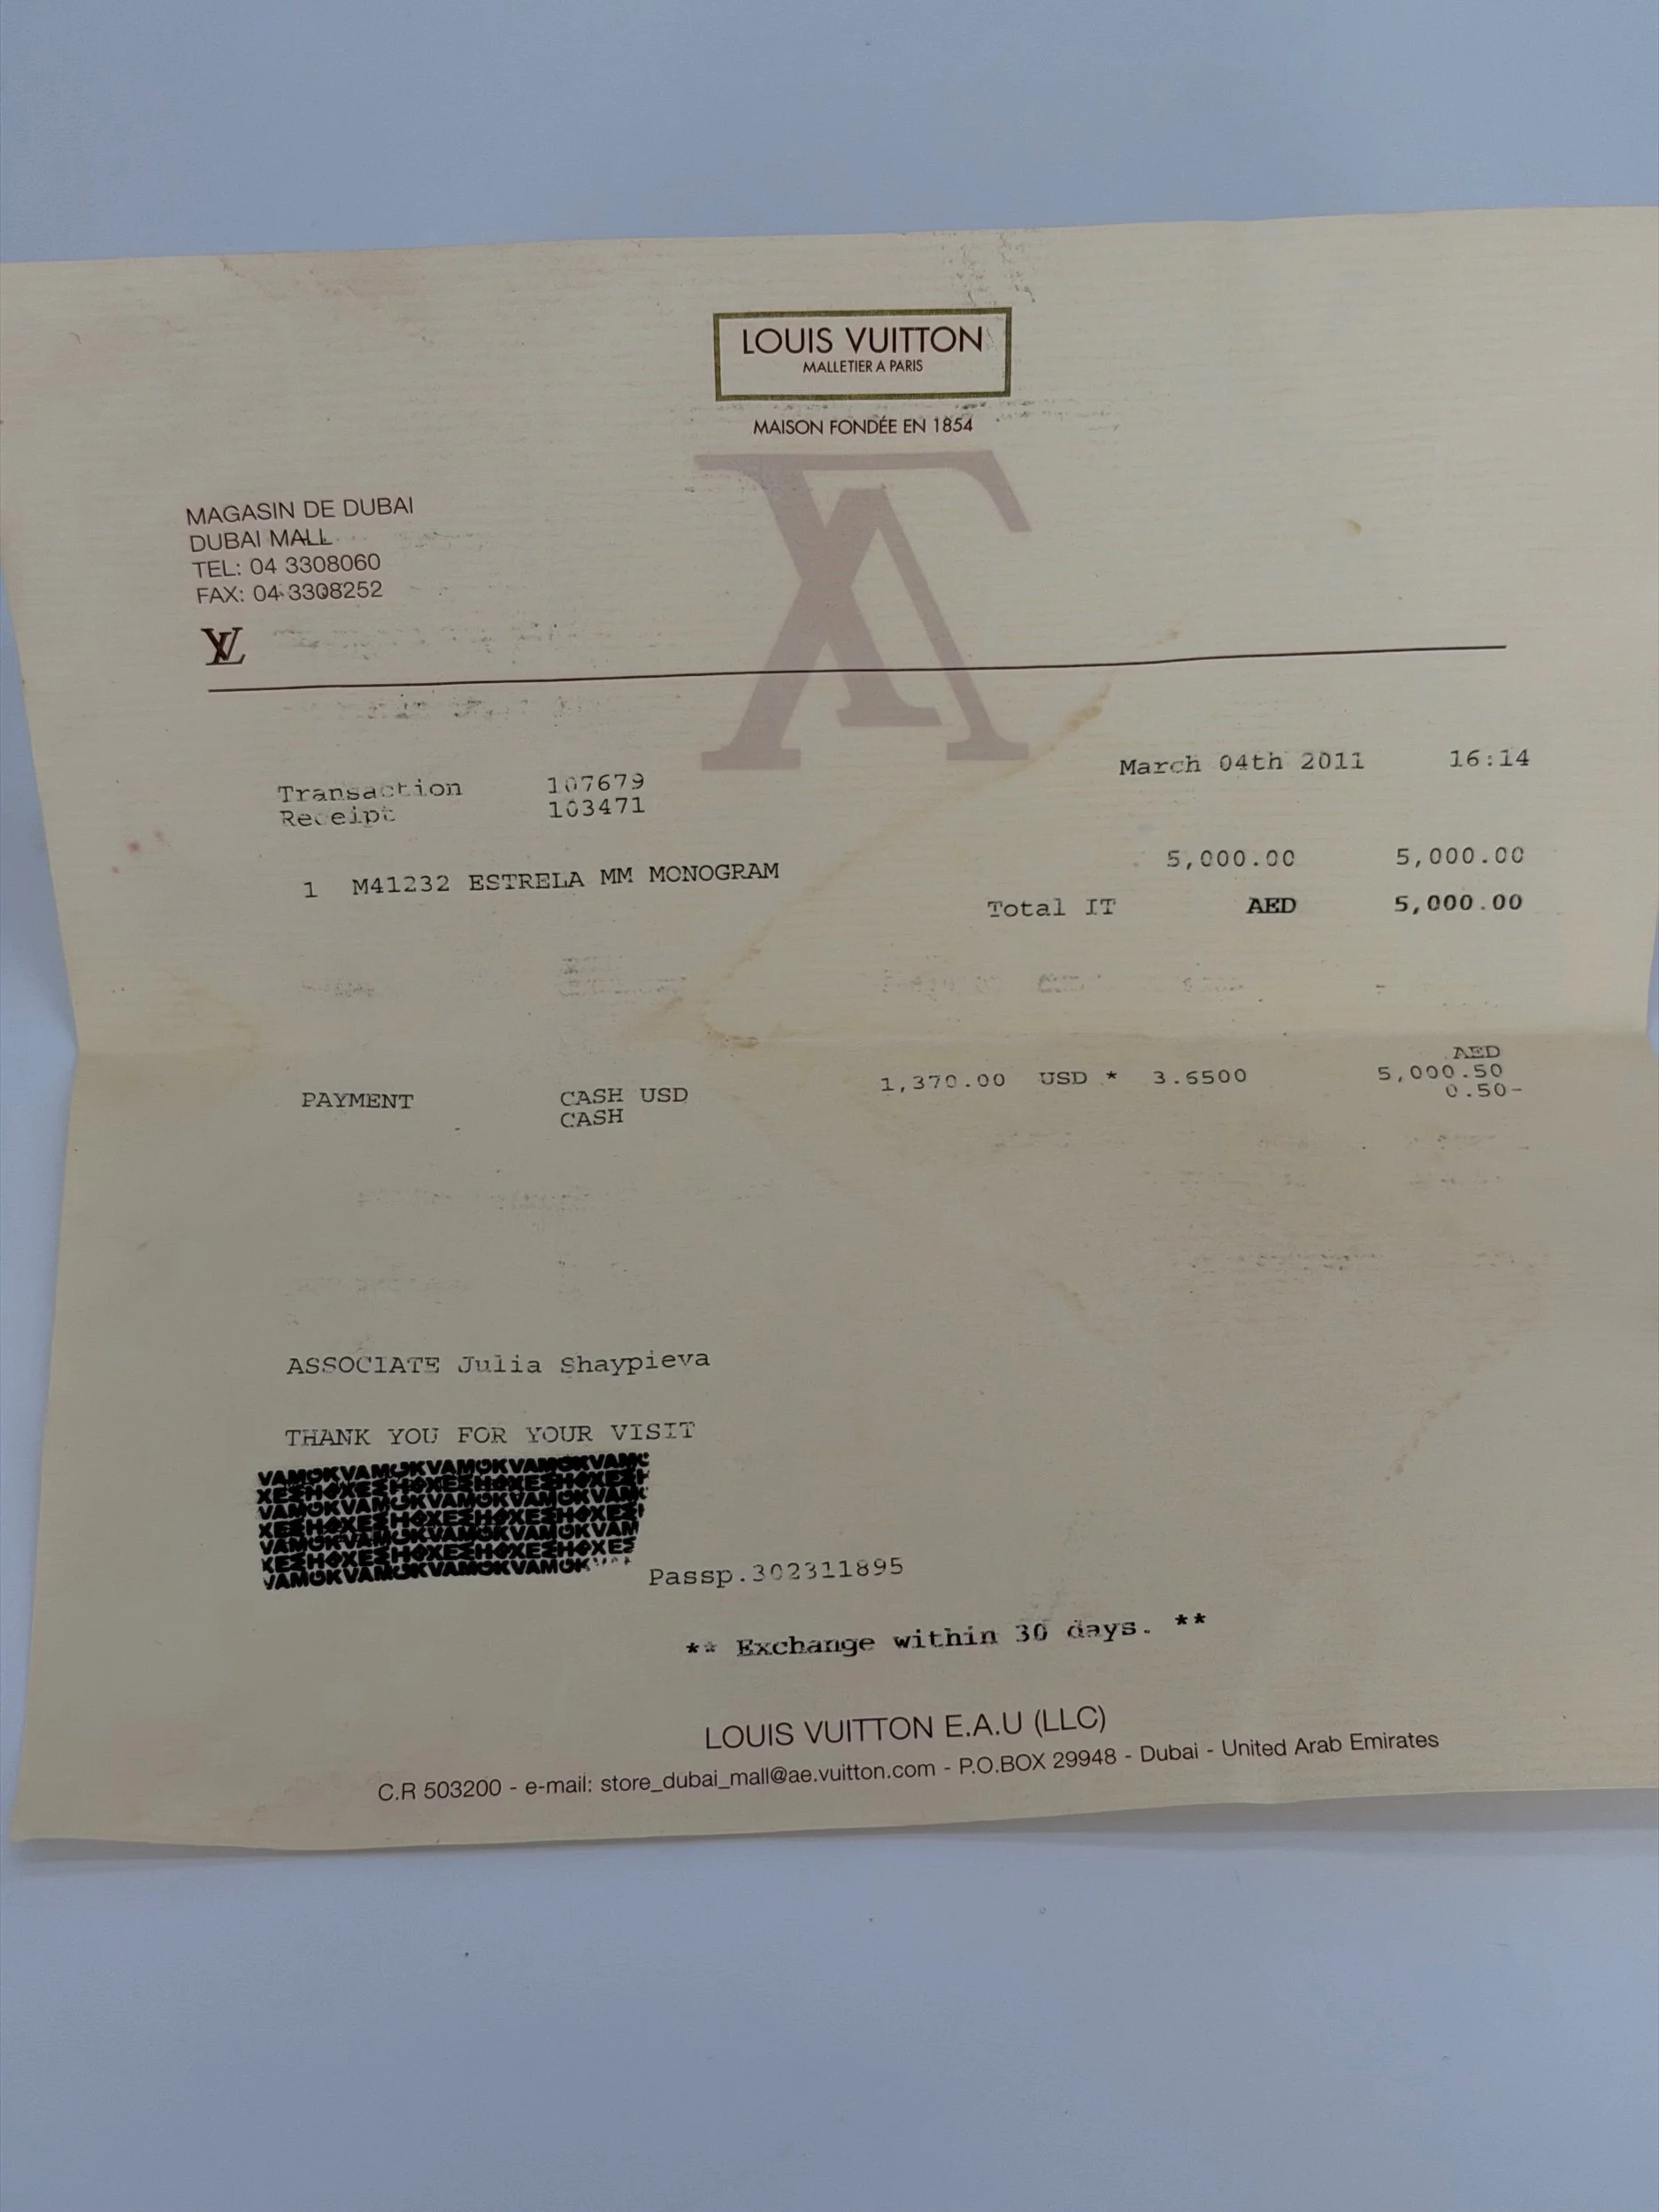 LOUIS VUITTON
MALLETIER A PARIS
MAISON FONDÉE EN 1854
MAGASIN DE DUBAI
DUBAI MALL
TEL: 04 3308060
FAX: 04 3308252
LV
March 04th 2011 16:14
Transaction 107679
Receipt 103471
1 M41232 ESTRELA MM MONOGRAM 5,000.00 5,000.00
Total IT AED 5,000.00
AED
PAYMENT CASH USD 1,370.00 USD * 3.6500 5,000.50
CASH 0.50-
ASSOCIATE Julia Shaypieva
THANK YOU FOR YOUR VISIT
Passp.302311895
** Exchange within 30 days. **
LOUIS VUITTON E.A.U (LLC)
C.R 503200 - e-mail: store_dubai_mall@ae.vuitton.com - P.O.BOX 29948 - Dubai - United Arab Emirates